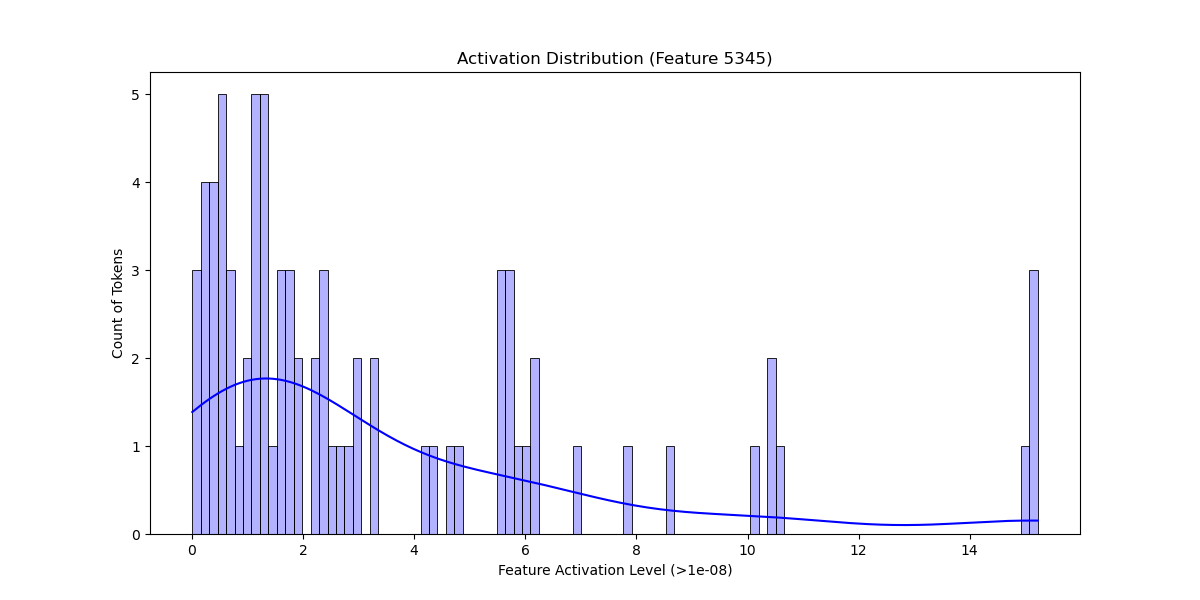 Activation Distribution (Feature 5345)
5
4
3
2
1
0
Count of Tokens
0 2 4 6 8 10 12 14
Feature Activation Level (>1e-08)